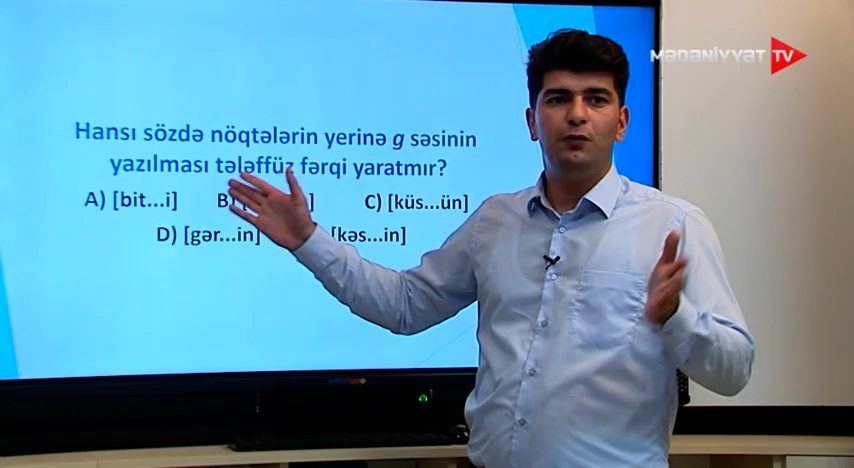 MƏDƏNİYYƏT TV
Hansı sözdə nöqtələrin yerinə g səsinin
yazılması tələffüz fərqi yaratmır?
A) [bit...i] B) [ ] C) [küs...ün]
D) [gər...in] [kəs...in]